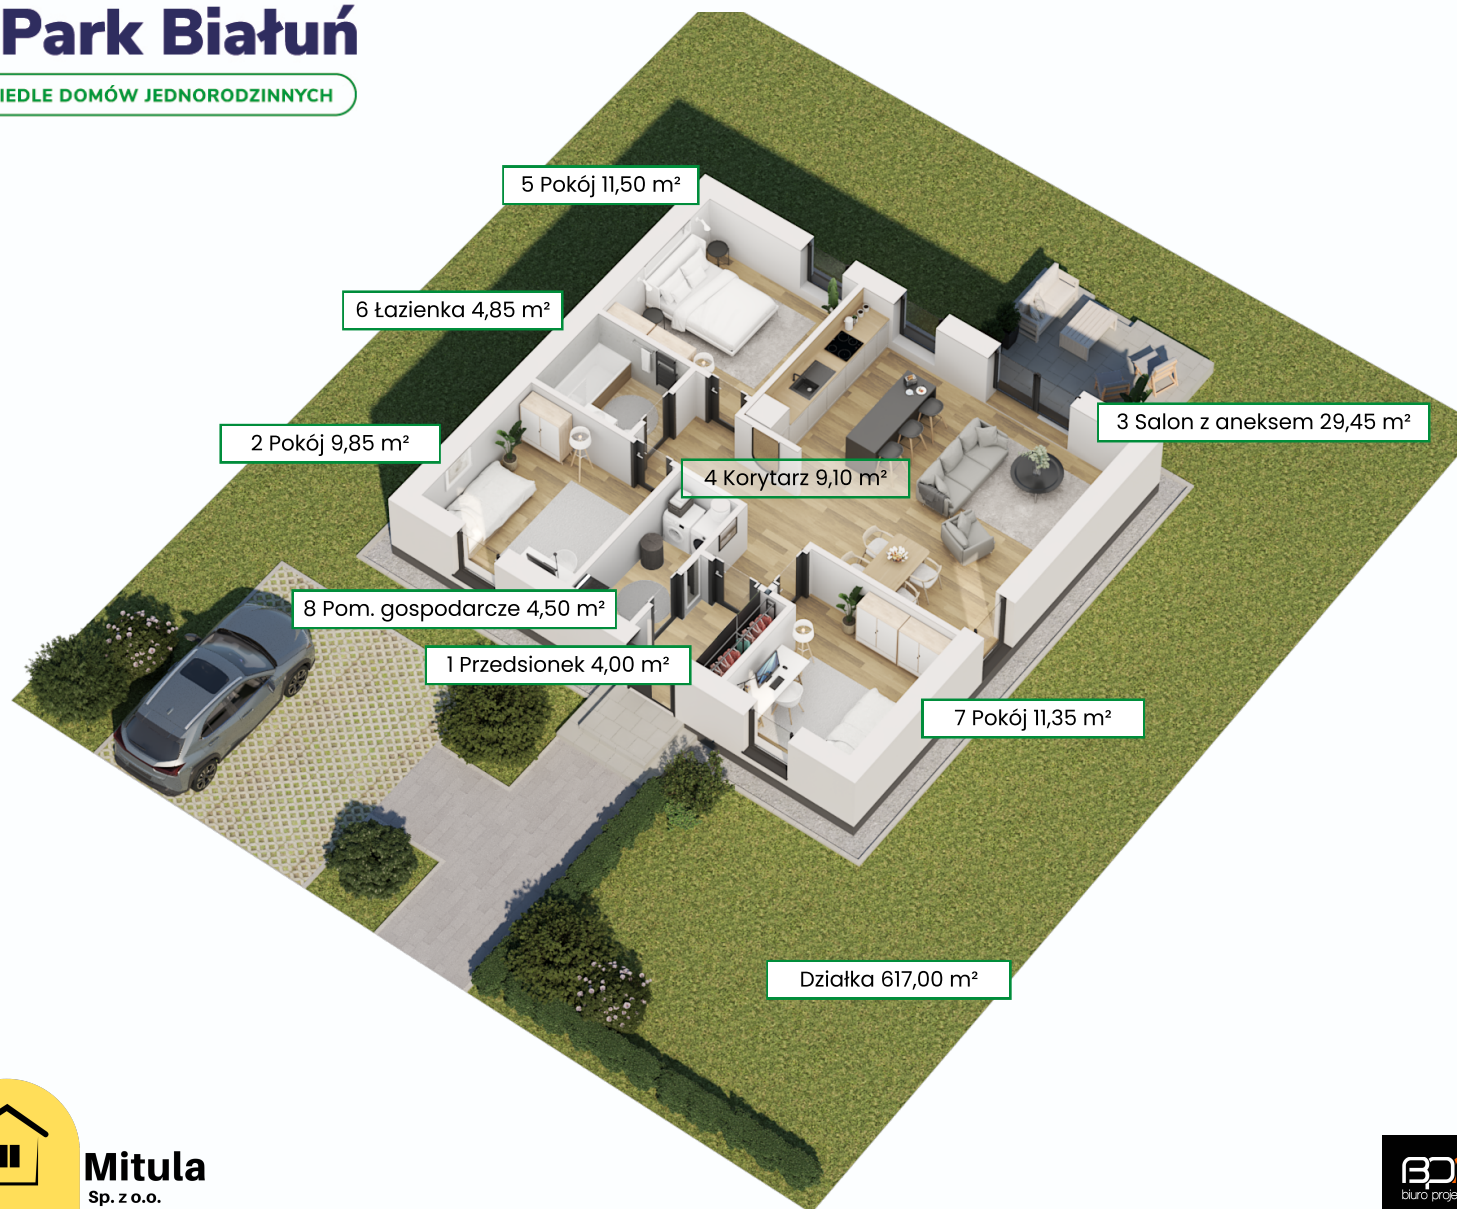 Park Białuń
IEDLE DOMÓW JEDNORODZINNYCH
5 Pokój 11,50 m²
6 Łazienka 4,85 m²
2 Pokój 9,85 m²
3 Salon z aneksem 29,45 m²
4 Korytarz 9,10 m²
8 Pom. gospodarcze 4,50 m²
1 Przedsionek 4,00 m²
7 Pokój 11,35 m²
Działka 617,00 m²
Mitula
Sp. z o.o.
biuro proje